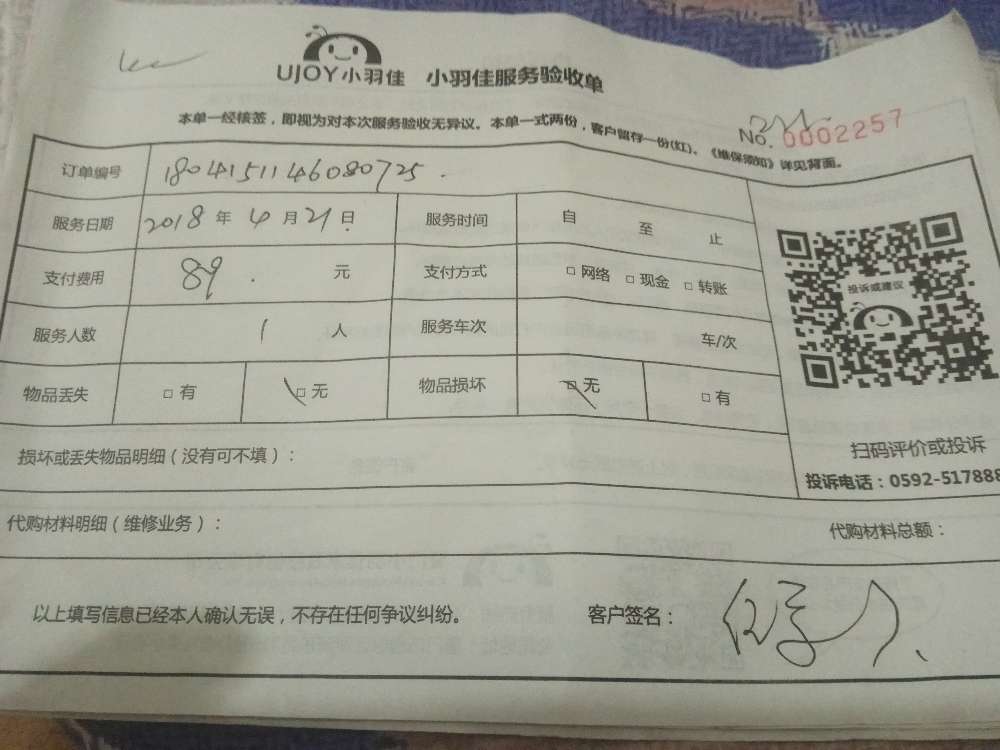 UJOY小羽佳 小羽佳服务验收单
本单一经核签，即视为对本次服务验收无异议。本单一式两份，客户留存一份(红)、《维保须知》详见背面。
No. 0002257
订单编号 180415114608072​5.
服务日期 2018 年 4 月 21 日 服务时间 自 至 止
支付费用 89. 元 支付方式 □ 网络 □ 现金 □ 转账
投诉或建议
服务人数 1 人 服务车次 车/次
物品丢失 □ 有 □ 无 物品损坏 □ 无 □ 有
扫码评价或投诉
损坏或丢失物品明细（没有可不填）：
投诉电话：0592-517888
代购材料明细（维修业务）： 代购材料总额：
以上填写信息已经本人确认无误，不存在任何争议纠纷。 客户签名：